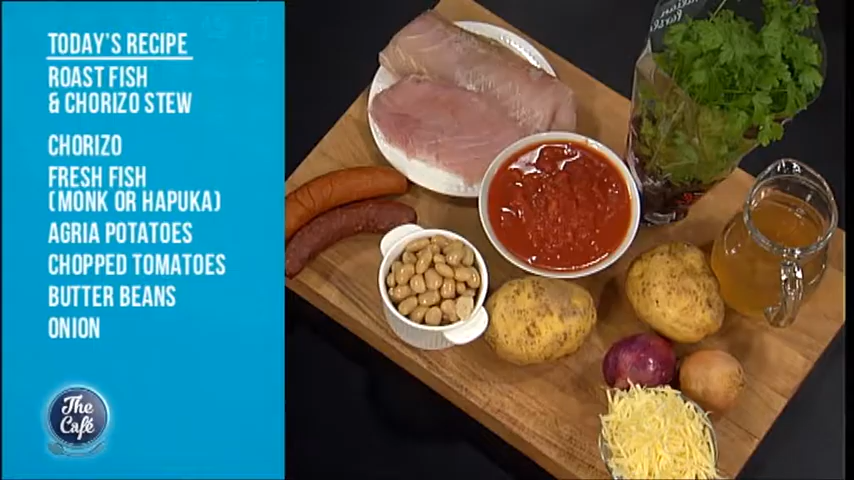 TODAY'S RECIPE
ROAST FISH
& CHORIZO STEW
CHORIZO
FRESH FISH
(MONK OR HAPUKA)
AGRIA POTATOES
CHOPPED TOMATOES
BUTTER BEANS
ONION
The
Café